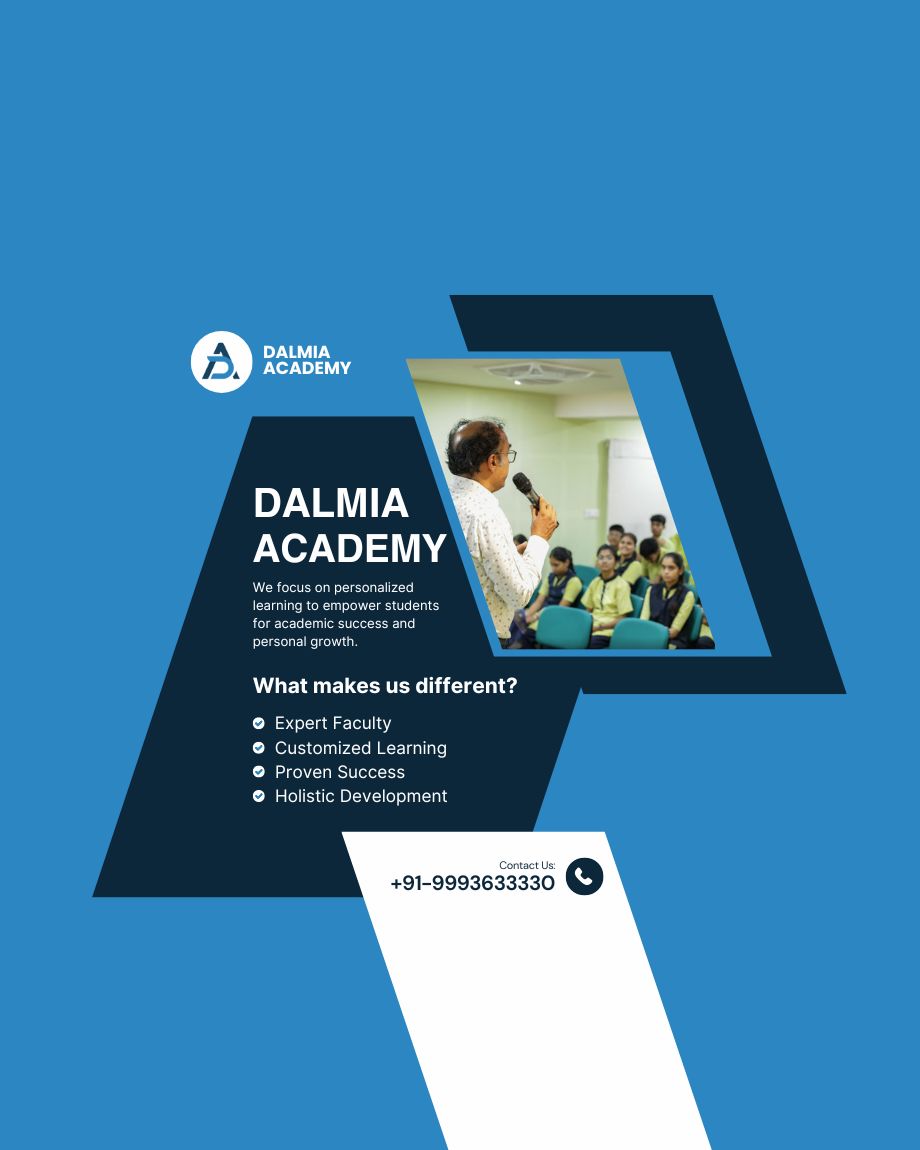 DALMIA
ACADEMY
DALMIA
ACADEMY
We focus on personalized
learning to empower students
for academic success and
personal growth.
What makes us different?
Expert Faculty
Customized Learning
Proven Success
Holistic Development
Contact Us:
+91-9993633330